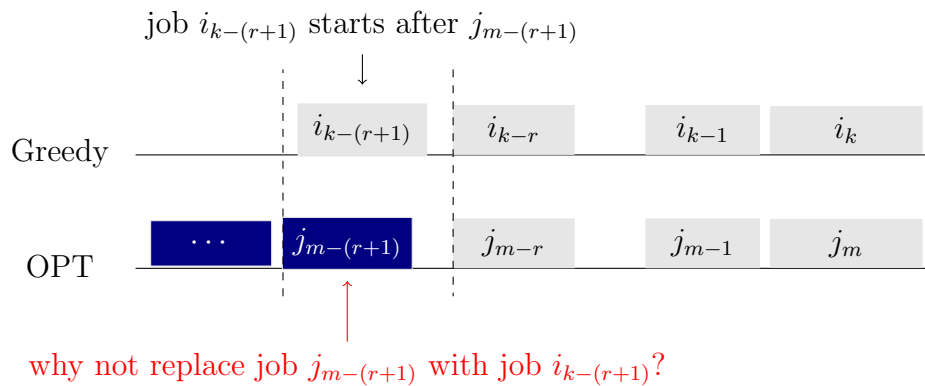 job i_{k−(r+1)} starts after j_{m−(r+1)}
Greedy i_{k−(r+1)} i_{k−r} i_{k−1} i_k
OPT ⋯ j_{m−(r+1)} j_{m−r} j_{m−1} j_m
why not replace job j_{m−(r+1)} with job i_{k−(r+1)}?